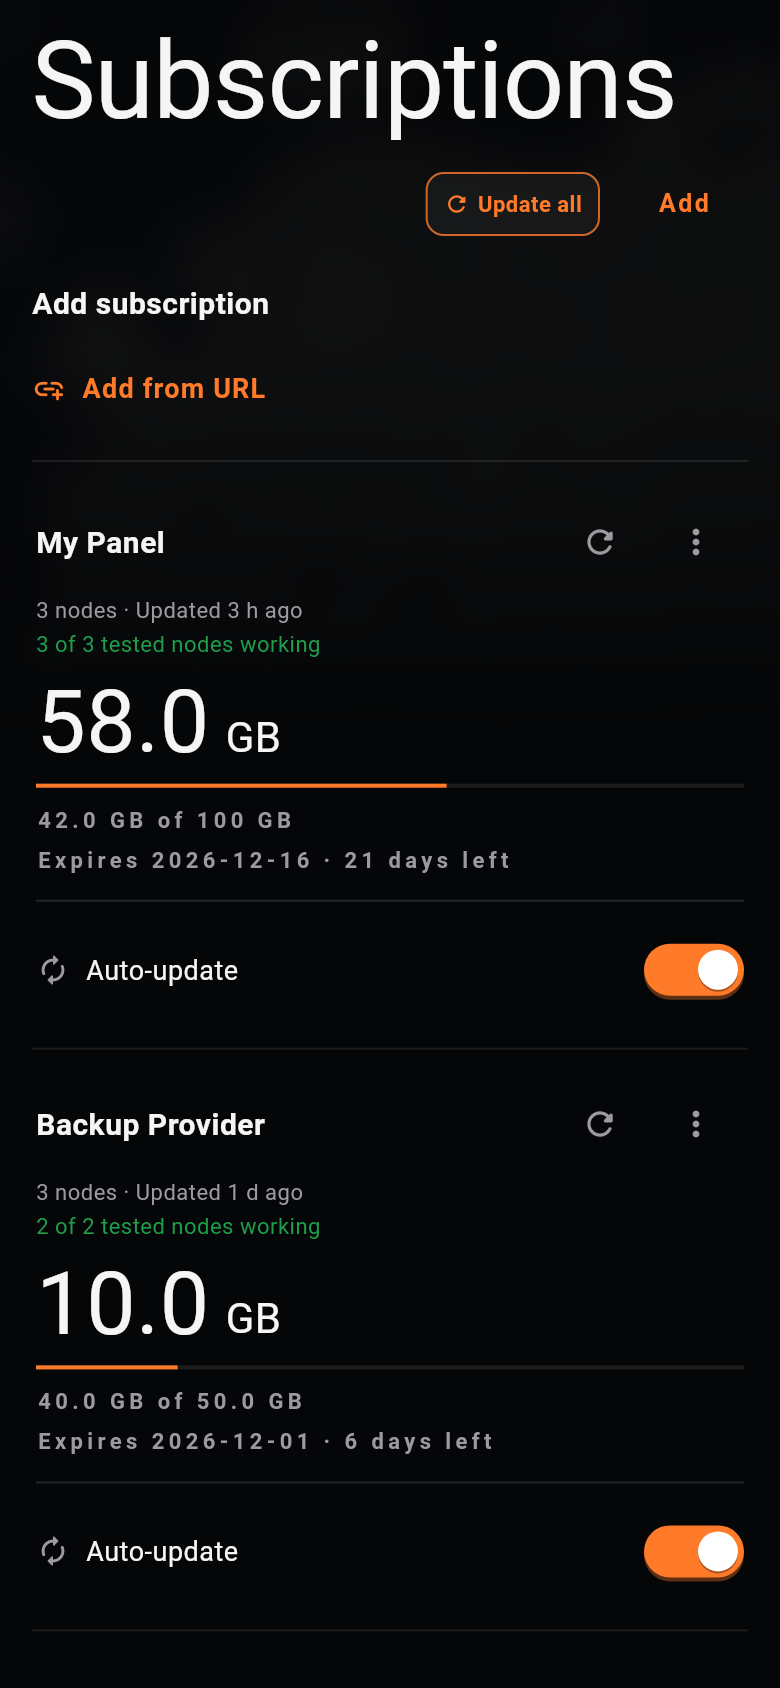 Subscriptions
Update all
Add
Add subscription
Add from URL
My Panel
3 nodes · Updated 3 h ago
3 of 3 tested nodes working
58.0 GB
42.0 GB of 100 GB
Expires 2026-12-16 · 21 days left
Auto-update
Backup Provider
3 nodes · Updated 1 d ago
2 of 2 tested nodes working
10.0 GB
40.0 GB of 50.0 GB
Expires 2026-12-01 · 6 days left
Auto-update